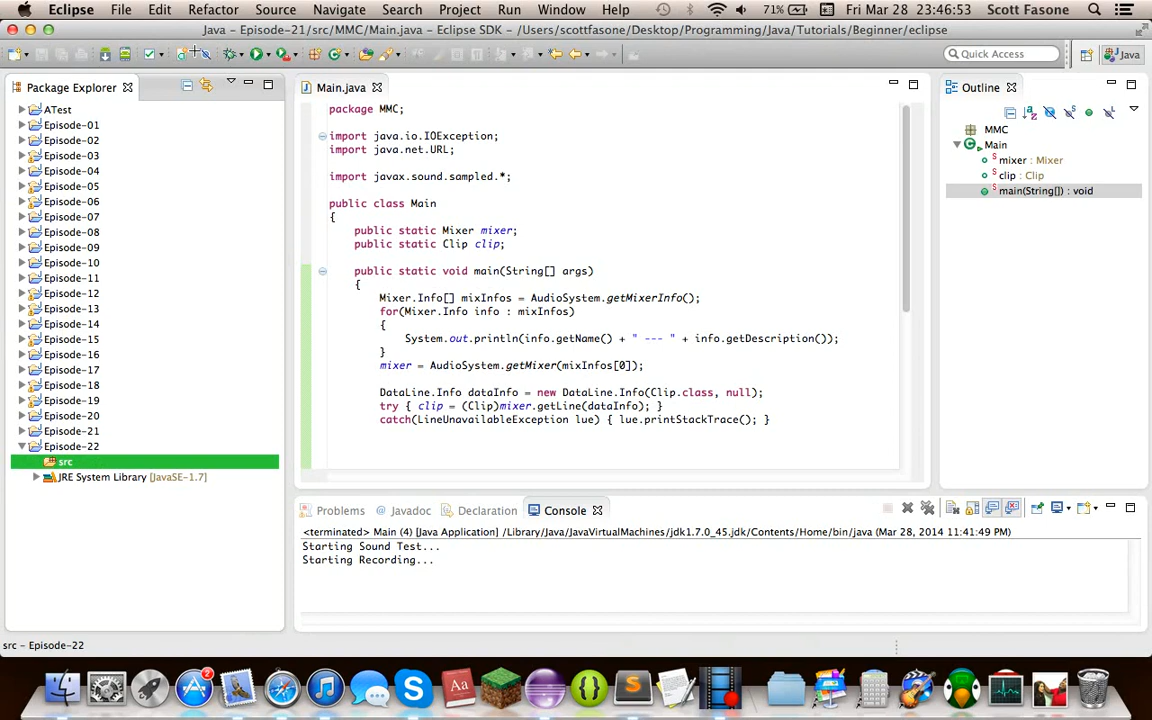 Eclipse File Edit Refactor Source Navigate Search Project Run Window Help 71% Fri Mar 28 23:46:53 Scott Fasone
Java - Episode-21/src/MMC/Main.java - Eclipse SDK - /Users/scottfasone/Desktop/Programming/Java/Tutorials/Beginner/eclipse
Quick Access
Java
Package Explorer
ATest
Episode-01
Episode-02
Episode-03
Episode-04
Episode-05
Episode-06
Episode-07
Episode-08
Episode-09
Episode-10
Episode-11
Episode-12
Episode-13
Episode-14
Episode-15
Episode-16
Episode-17
Episode-18
Episode-19
Episode-20
Episode-21
Episode-22
src
JRE System Library [JavaSE-1.7]
Main.java
package MMC;
import java.io.IOException;
import java.net.URL;
import javax.sound.sampled.*;
public class Main
{
public static Mixer mixer;
public static Clip clip;
public static void main(String[] args)
{
Mixer.Info[] mixInfos = AudioSystem.getMixerInfo();
for(Mixer.Info info : mixInfos)
{
System.out.println(info.getName() + " --- " + info.getDescription());
}
mixer = AudioSystem.getMixer(mixInfos[0]);
DataLine.Info dataInfo = new DataLine.Info(Clip.class, null);
try { clip = (Clip)mixer.getLine(dataInfo); }
catch(LineUnavailableException lue) { lue.printStackTrace(); }
Outline
MMC
Main
mixer : Mixer
clip : Clip
main(String[]) : void
Problems Javadoc Declaration Console
<terminated> Main (4) [Java Application] /Library/Java/JavaVirtualMachines/jdk1.7.0_45.jdk/Contents/Home/bin/java (Mar 28, 2014 11:41:49 PM)
Starting Sound Test...
Starting Recording...
src - Episode-22
2
Aa
{}
S